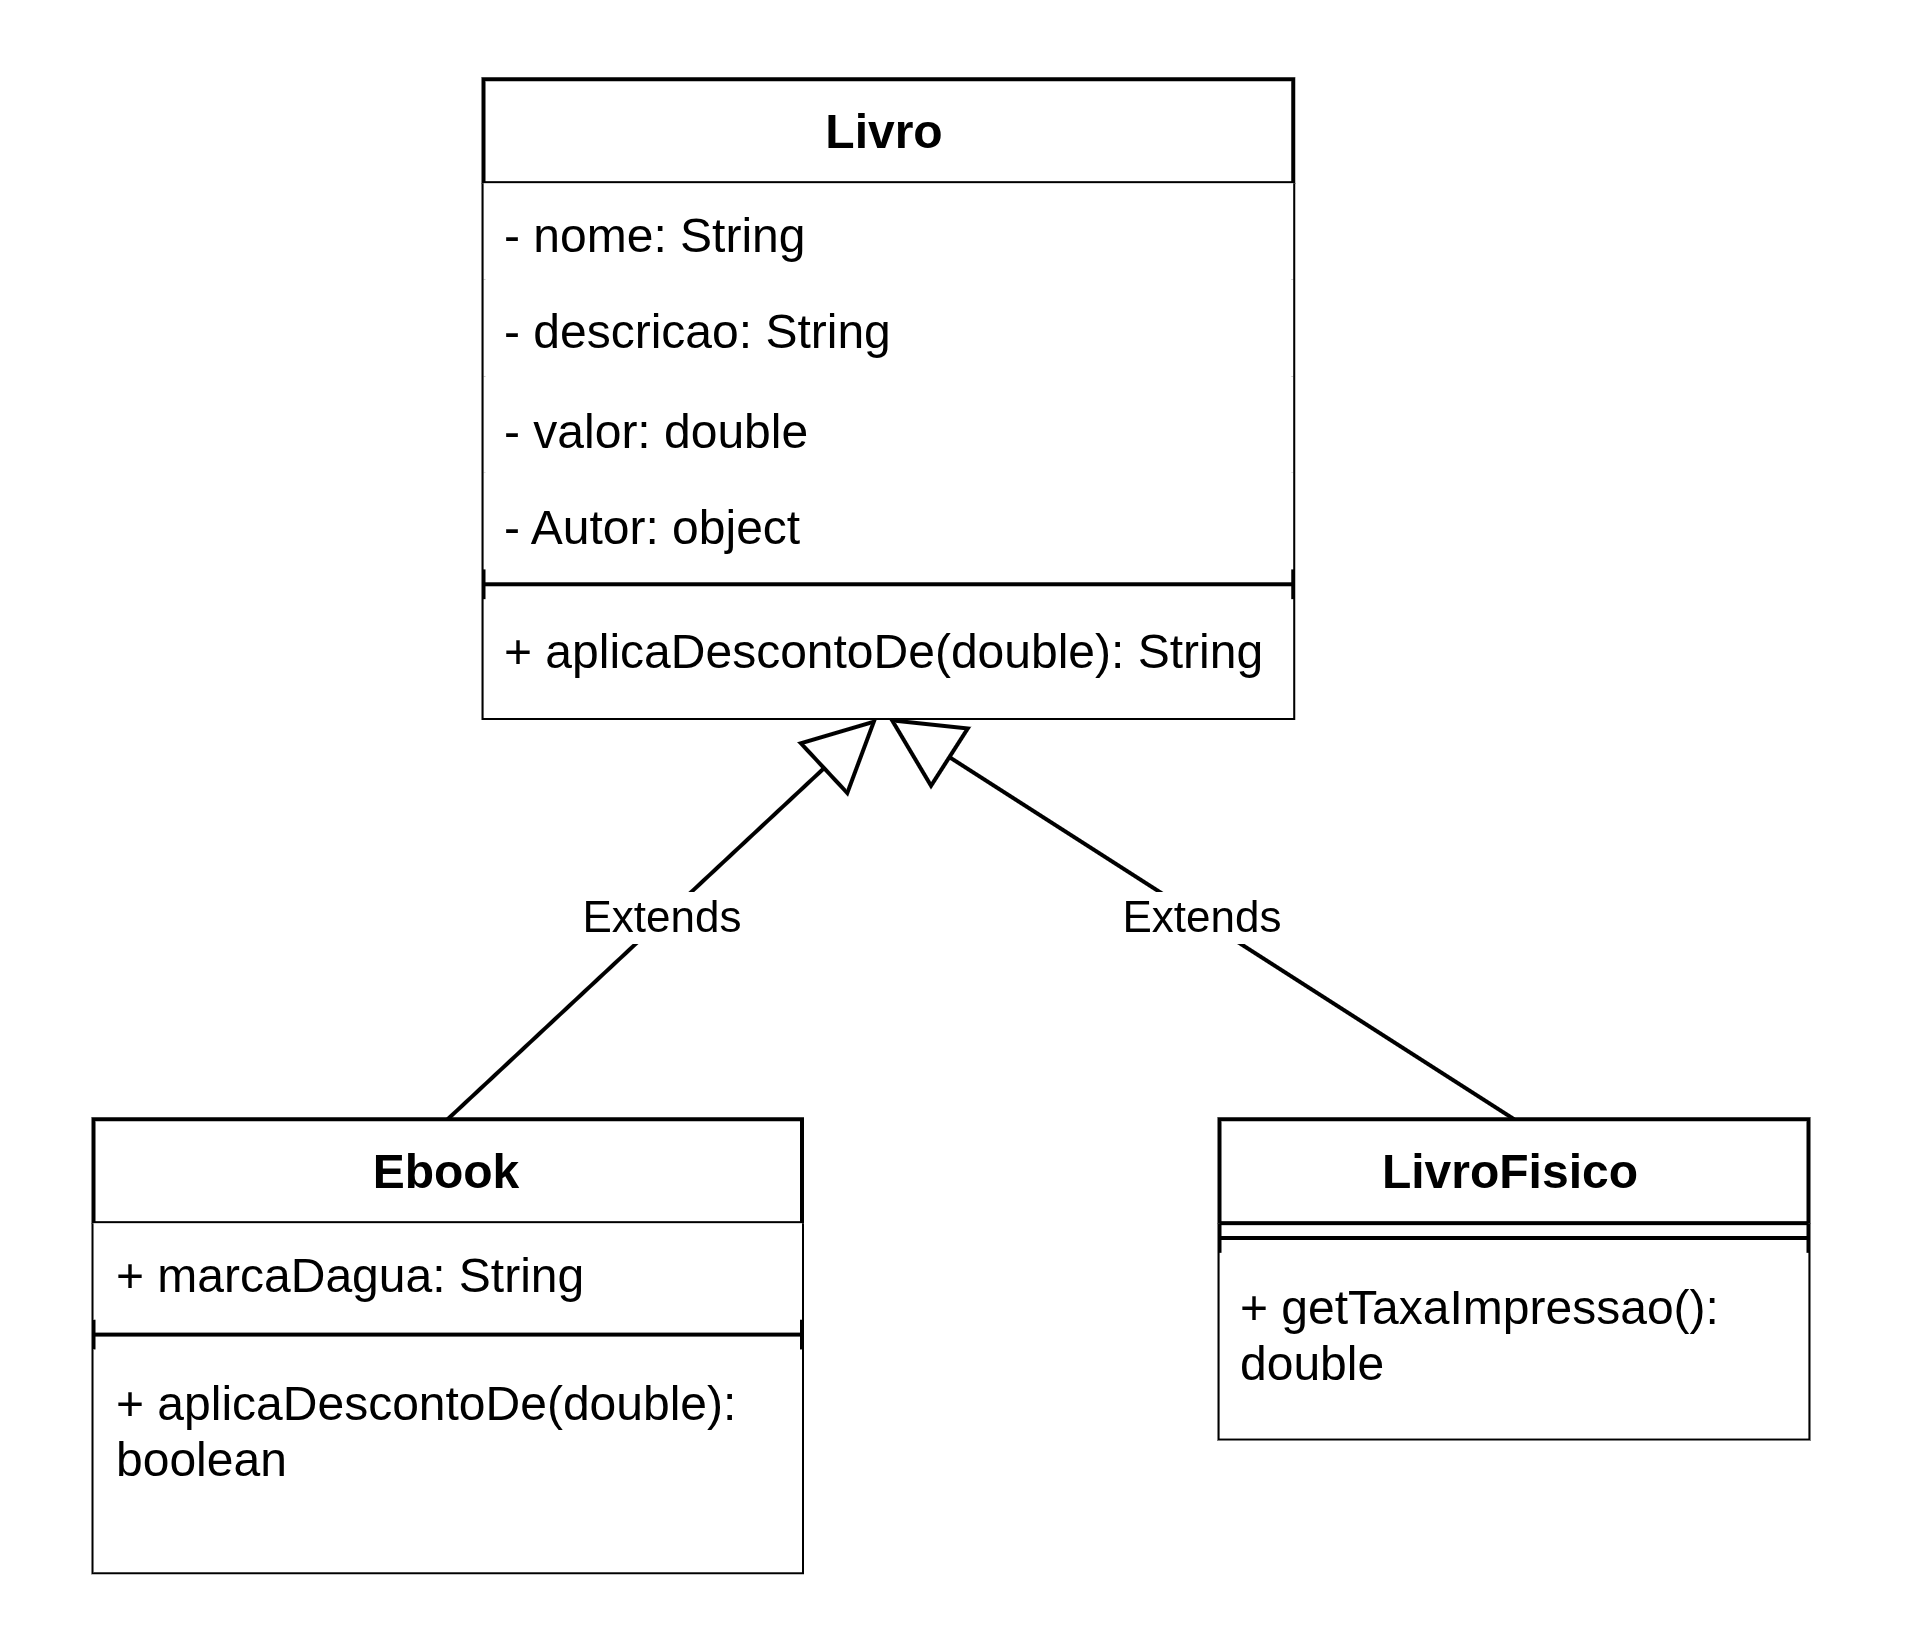 Livro
- nome: String
- descricao: String
- valor: double
- Autor: object
+ aplicaDescontoDe(double): String
Extends
Extends
Ebook
+ marcaDagua: String
+ aplicaDescontoDe(double):
boolean
LivroFisico
+ getTaxaImpressao():
double